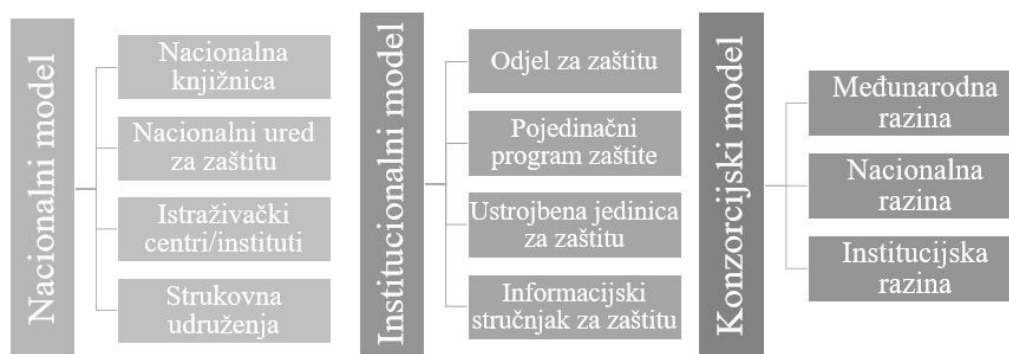 Nacionalni model
Nacionalna
knjižnica
Nacionalni ured
za zaštitu
Istraživački
centri/instituti
Strukovna
udruženja
Institucionalni model
Odjel za zaštitu
Pojedinačni
program zaštite
Ustrojbena jedinica
za zaštitu
Informacijski
stručnjak za zaštitu
Konzorcijski model
Međunarodna
razina
Nacionalna
razina
Institucijska
razina